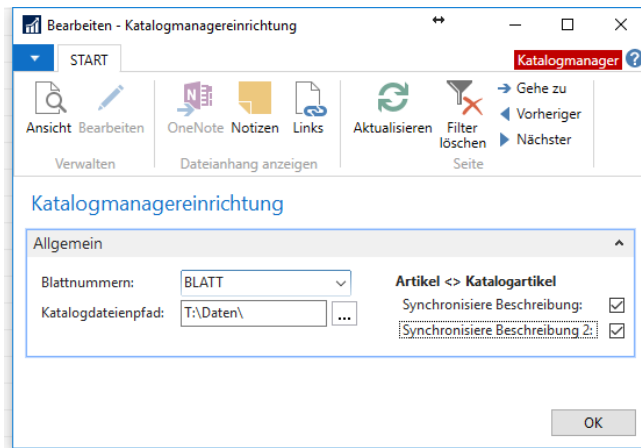 Bearbeiten - Katalogmanagereinrichtung
START
Katalogmanager
Ansicht
Bearbeiten
Verwalten
OneNote
Notizen
Links
Dateianhang anzeigen
Aktualisieren
Filter
löschen
Gehe zu
Vorheriger
Nächster
Seite
Katalogmanagereinrichtung
Allgemein
Blattnummern: BLATT
Katalogdateienpfad: T:\Daten\ ...
Artikel <> Katalogartikel
Synchronisiere Beschreibung:
Synchronisiere Beschreibung 2:
OK